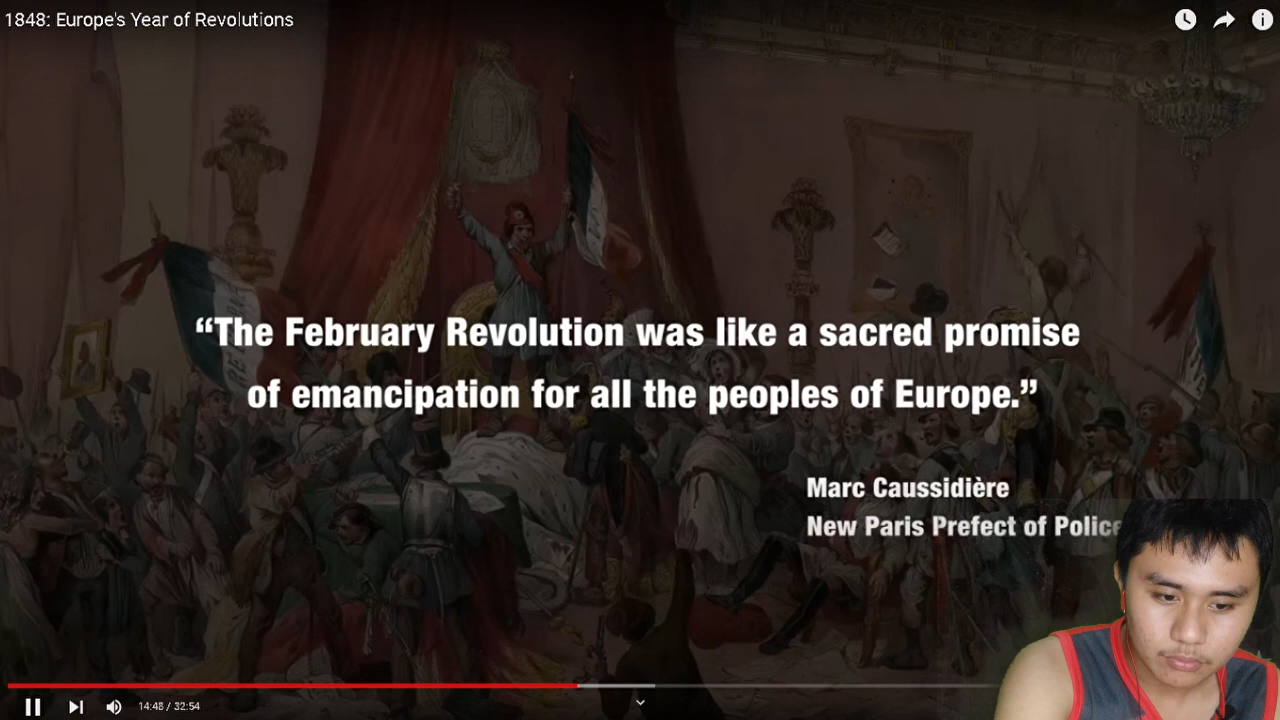 1848: Europe's Year of Revolutions
“The February Revolution was like a sacred promise
of emancipation for all the peoples of Europe.”
Marc Caussidière
New Paris Prefect of Police
14:48 / 32:54